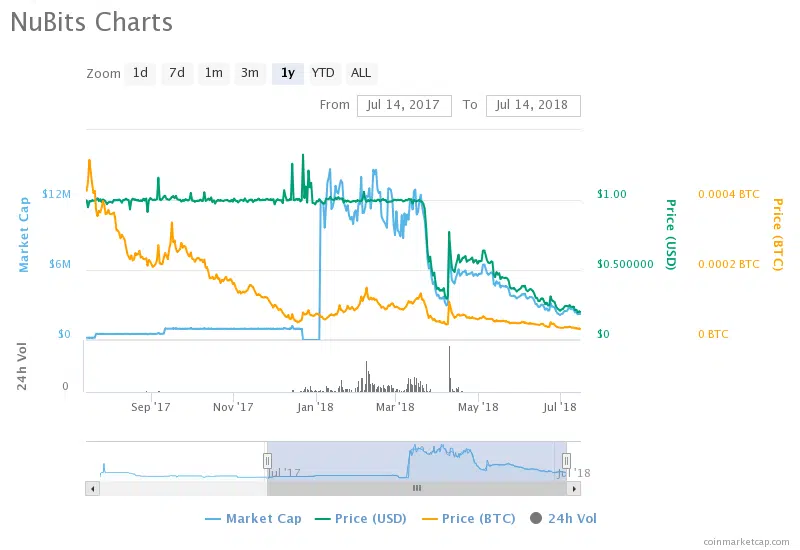 NuBits Charts
Zoom 1d 7d 1m 3m 1y YTD ALL
From Jul 14, 2017 To Jul 14, 2018
Market Cap
$12M
$6M
$0
24h Vol
0
$1.00
$0.500000
$0
Price (USD)
0.0004 BTC
0.0002 BTC
0 BTC
Price (BTC)
Sep '17 Nov '17 Jan '18 Mar '18 May '18 Jul '18
Jul '17 Jul '18
Market Cap Price (USD) Price (BTC) 24h Vol
coinmarketcap.com